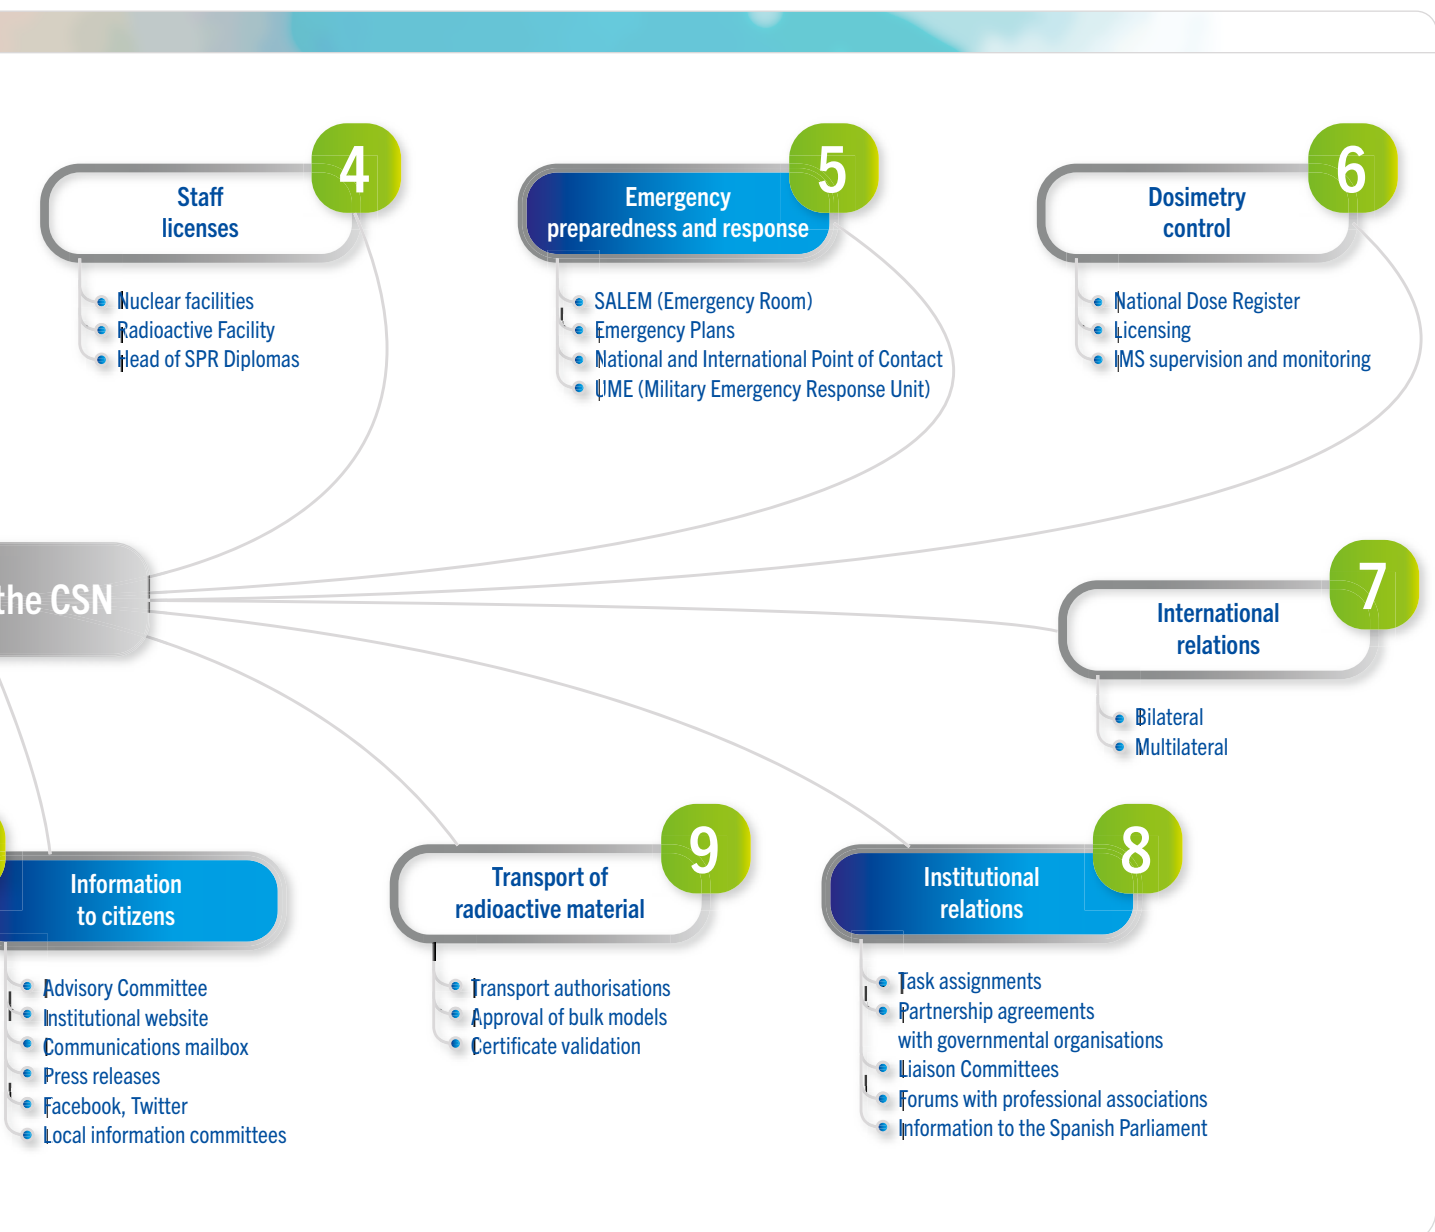 4
Staff
licenses
Nuclear facilities
Radioactive Facility
Head of SPR Diplomas
5
Emergency
preparedness and response
SALEM (Emergency Room)
Emergency Plans
National and International Point of Contact
UME (Military Emergency Response Unit)
6
Dosimetry
control
National Dose Register
Licensing
IMS supervision and monitoring
the CSN
7
International
relations
Bilateral
Multilateral
Information
to citizens
Advisory Committee
Institutional website
Communications mailbox
Press releases
Facebook, Twitter
Local information committees
9
Transport of
radioactive material
Transport authorisations
Approval of bulk models
Certificate validation
8
Institutional
relations
Task assignments
Partnership agreements
with governmental organisations
Liaison Committees
Forums with professional associations
Information to the Spanish Parliament